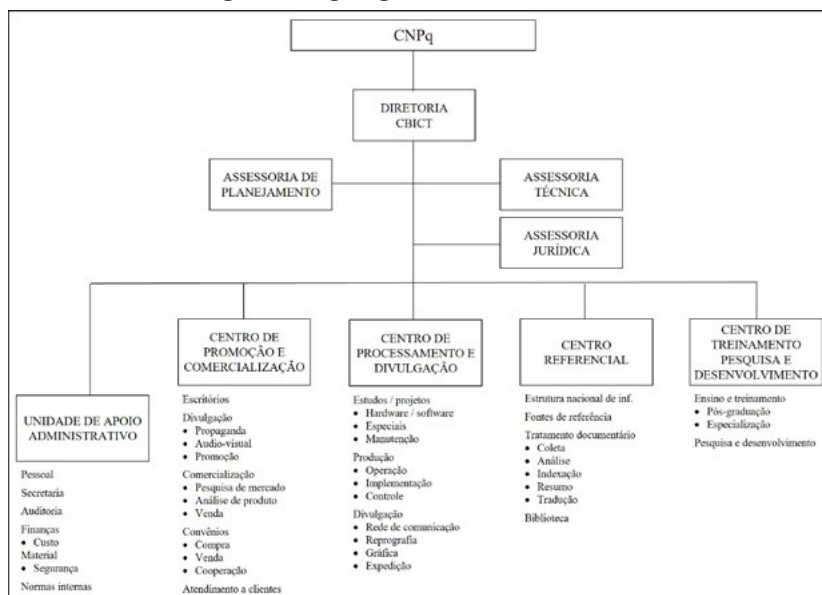 CNPq
DIRETORIA
CBICT
ASSESSORIA DE
PLANEJAMENTO
ASSESSORIA
TÉCNICA
ASSESSORIA
JURÍDICA
UNIDADE DE APOIO
ADMINISTRATIVO
Pessoal
Secretaria
Auditoria
Finanças
• Custo
Material
• Segurança
Normas internas
CENTRO DE
PROMOÇÃO E
COMERCIALIZAÇÃO
Escritórios
Divulgação
• Propaganda
• Audio-visual
• Promoção
Comercialização
• Pesquisa de mercado
• Análise de produto
• Venda
Convênios
• Compra
• Venda
• Cooperação
Atendimento a clientes
CENTRO DE
PROCESSAMENTO E
DIVULGAÇÃO
Estudos / projetos
• Hardware / software
• Especiais
• Manutenção
Produção
• Operação
• Implementação
• Controle
Divulgação
• Rede de comunicação
• Reprografia
• Gráfica
• Expedição
CENTRO
REFERENCIAL
Estrutura nacional de inf.
Fontes de referência
Tratamento documentário
• Coleta
• Análise
• Indexação
• Resumo
• Tradução
Biblioteca
CENTRO DE
TREINAMENTO
PESQUISA E
DESENVOLVIMENTO
Ensino e treinamento
• Pós-graduação
• Especialização
Pesquisa e desenvolvimento